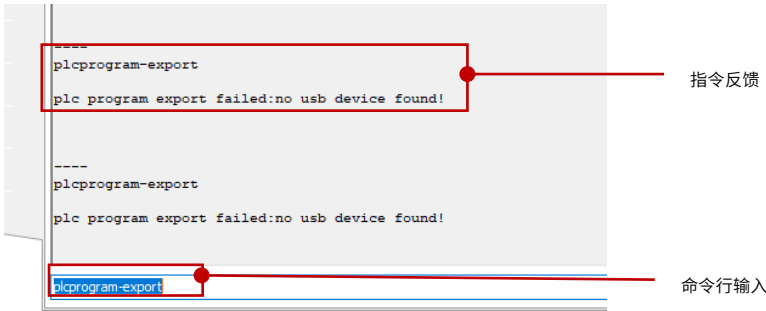 ----
plcprogram-export
指令反馈
plc program export failed:no usb device found!
----
plcprogram-export
plc program export failed:no usb device found!
plcprogram-export
命令行输入